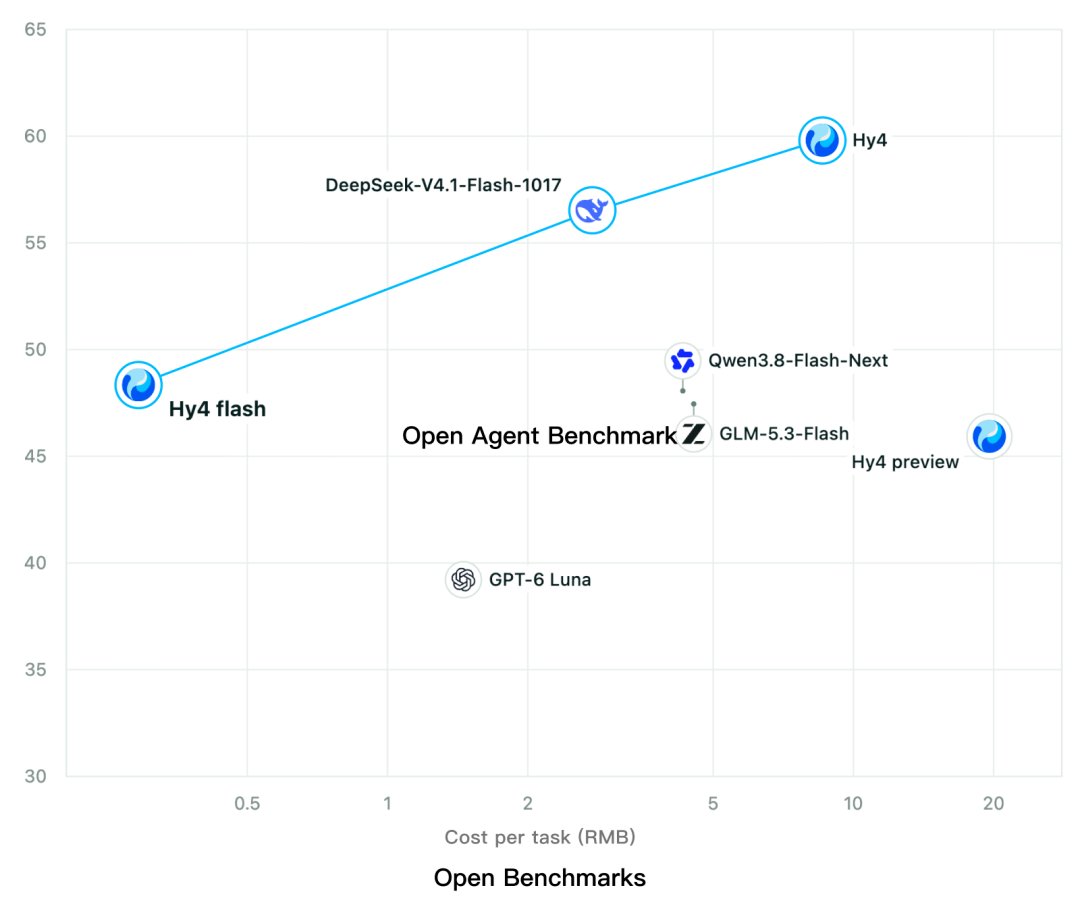 65
60
Hy4
DeepSeek-V4.1-Flash-1017
55
50
Qwen3.8-Flash-Next
Hy4 flash
Open Agent Benchmark
GLM-5.3-Flash
45
Hy4 preview
40
GPT-6 Luna
35
30
0.5 1 2 5 10 20
Cost per task (RMB)
Open Benchmarks